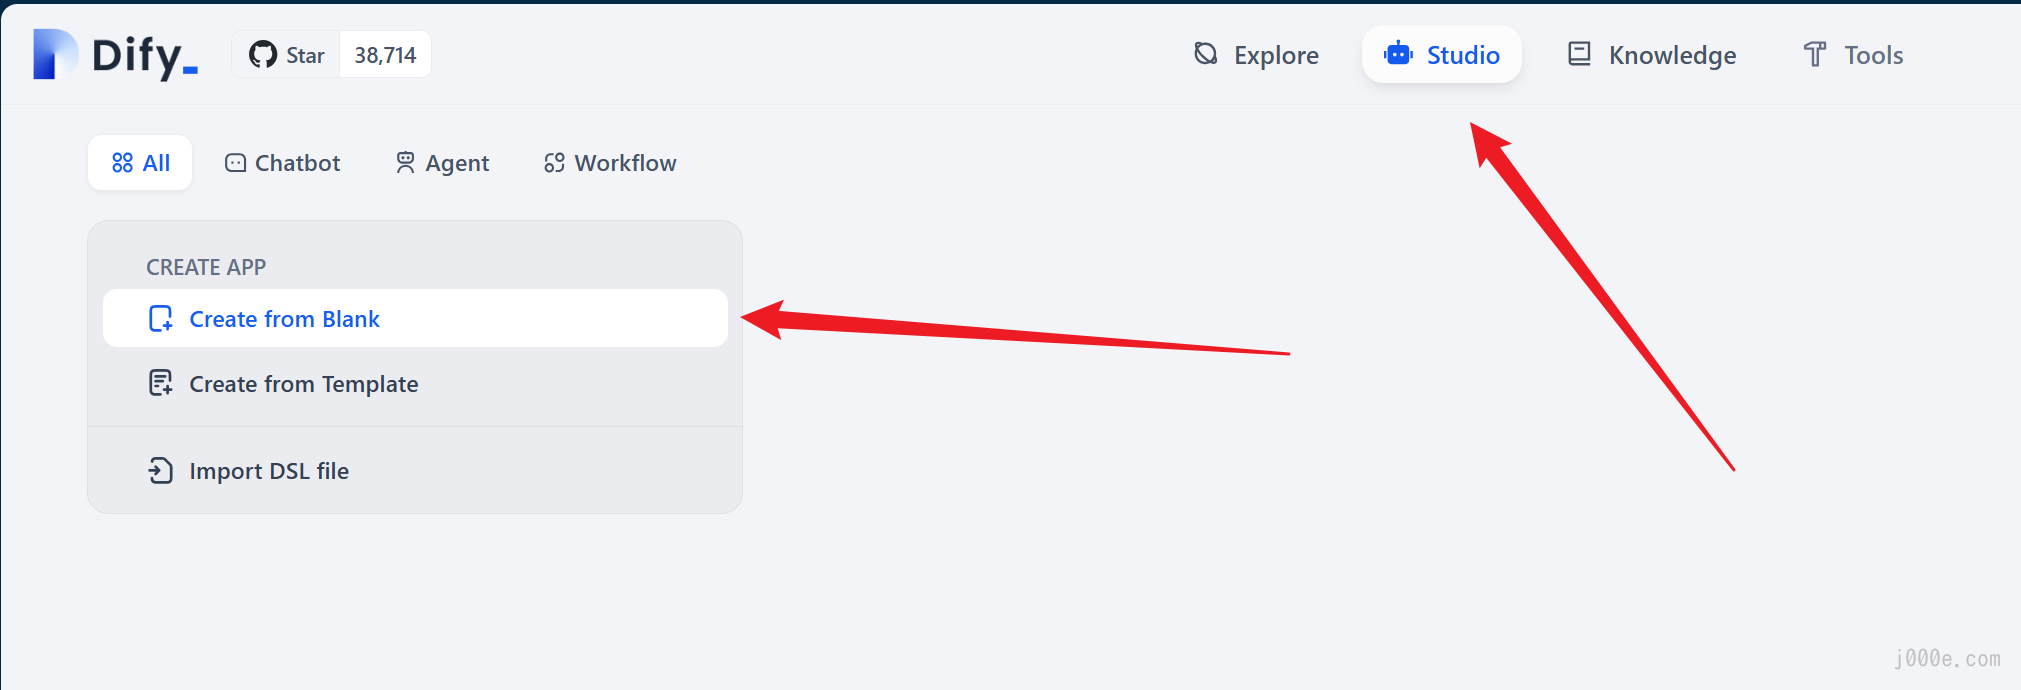 Dify_ Star 38,714 Explore Studio Knowledge Tools
All Chatbot Agent Workflow
CREATE APP
Create from Blank
Create from Template
Import DSL file
j000e.com